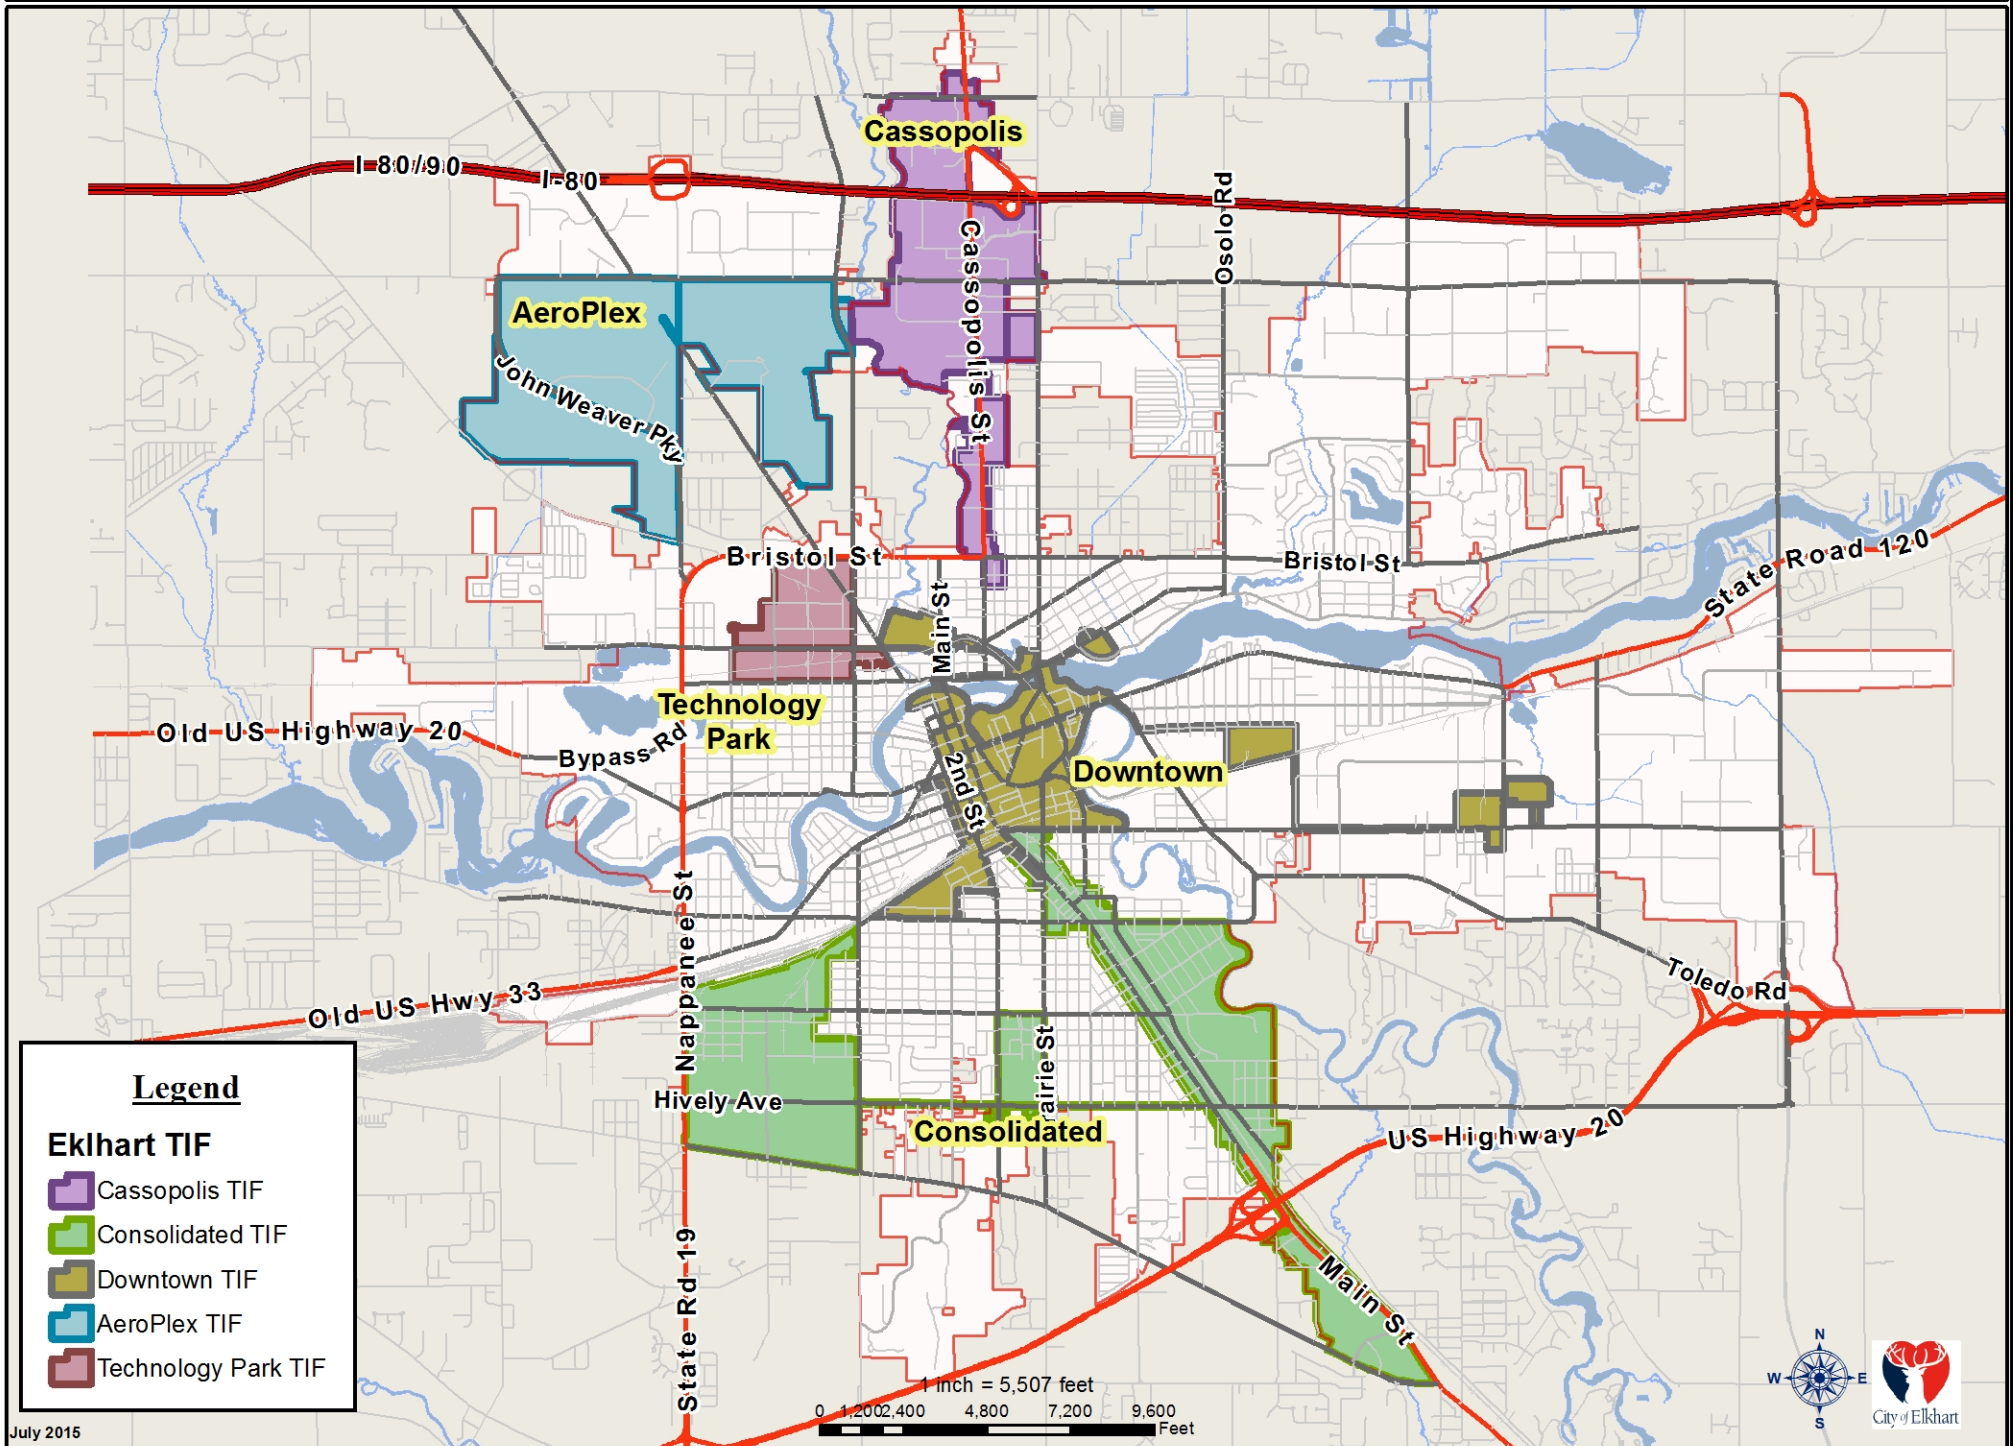 Cassopolis
I 80/90
I-80
Osolo Rd
Cassopolis St
AeroPlex
John Weaver Pky
Bristol St
Bristol St
State Road 120
Main St
Technology
Park
Old US Highway 20
Bypass Rd
2nd St
Downtown
Nappanee St
Old US Hwy 33
Toledo Rd
airie St
Hively Ave
Consolidated
US Highway 20
Main St
State Rd 19
Legend
Eklhart TIF
Cassopolis TIF
Consolidated TIF
Downtown TIF
AeroPlex TIF
Technology Park TIF
July 2015
1 inch = 5,507 feet
0 1,200 2,400 4,800 7,200 9,600
Feet
N
W E
S
City of Elkhart